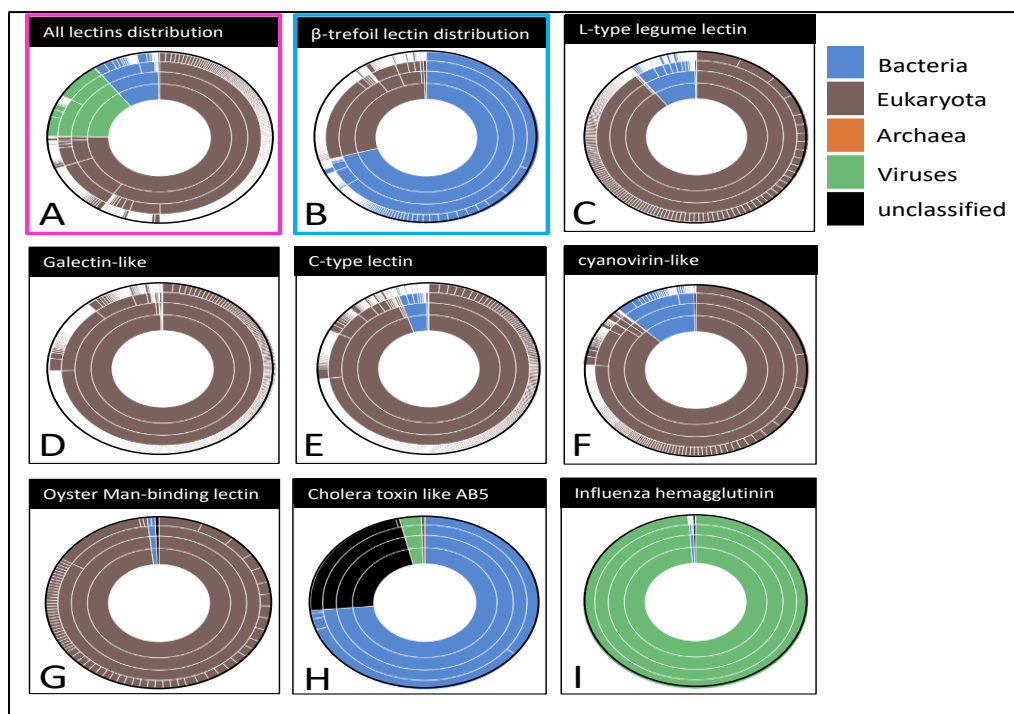 All lectins distribution
β-trefoil lectin distribution
L-type legume lectin
A
B
C
Bacteria
Eukaryota
Archaea
Viruses
unclassified
Galectin-like
C-type lectin
cyanovirin-like
D
E
F
Oyster Man-binding lectin
Cholera toxin like AB5
Influenza hemagglutinin
G
H
I